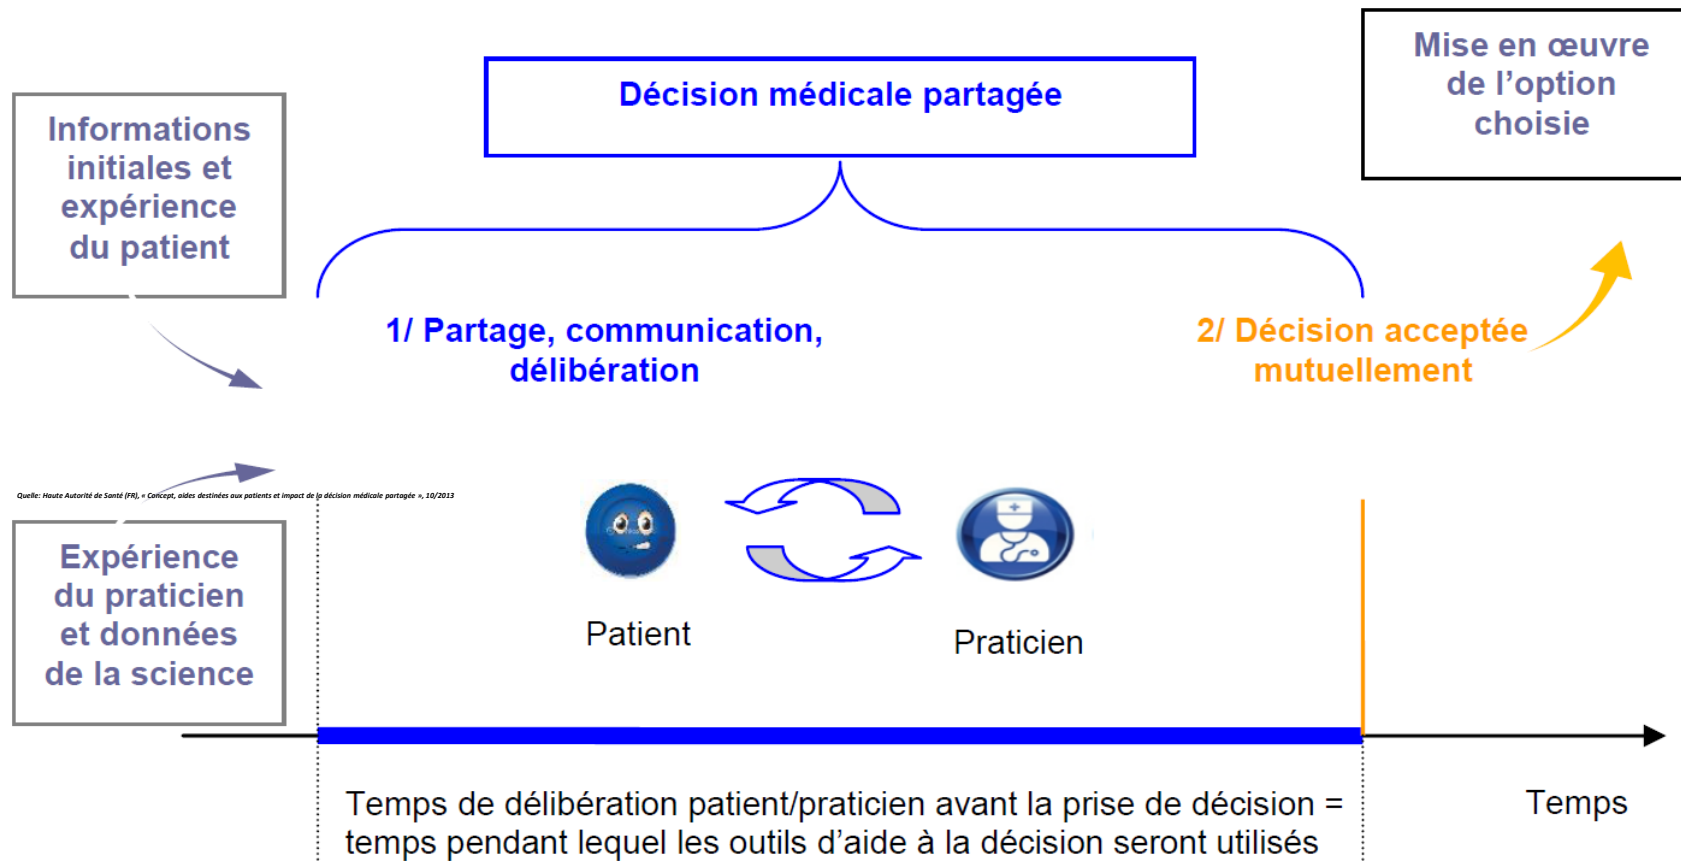 Mise en œuvre
de l’option
choisie
Décision médicale partagée
Informations
initiales et
expérience
du patient
1/ Partage, communication,
délibération
2/ Décision acceptée
mutuellement
Quelle: Haute Autorité de Santé (FR), « Concept, aides destinées aux patients et impact de la décision médicale partagée », 10/2013
Expérience
du praticien
et données
de la science
Patient
Praticien
Temps de délibération patient/praticien avant la prise de décision =
temps pendant lequel les outils d’aide à la décision seront utilisés
Temps